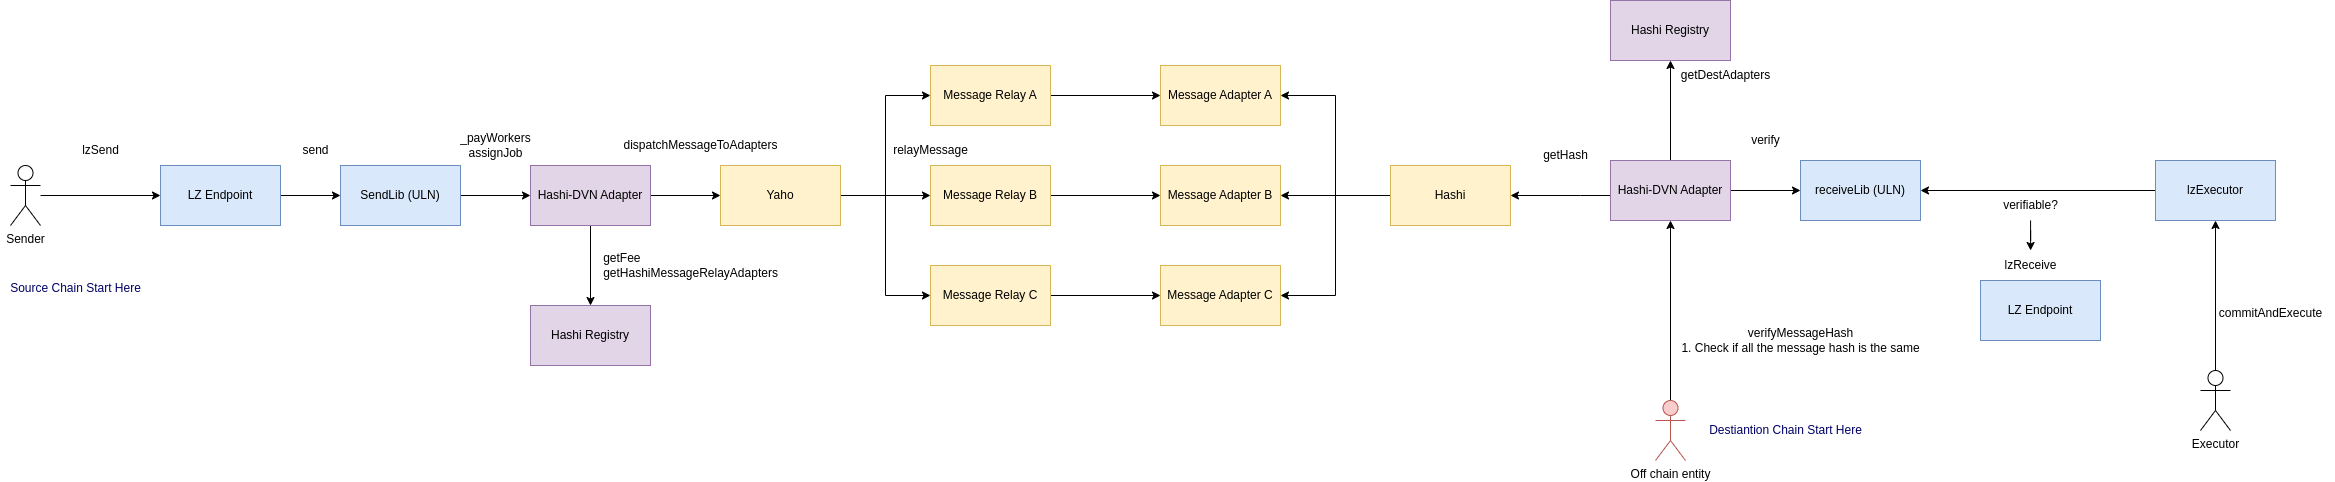 lzSend
Sender
Source Chain Start Here
LZ Endpoint
send
SendLib (ULN)
_payWorkers
assignJob
Hashi-DVN Adapter
getFee
getHashiMessageRelayAdapters
Hashi Registry
dispatchMessageToAdapters
Yaho
relayMessage
Message Relay A
Message Relay B
Message Relay C
Message Adapter A
Message Adapter B
Message Adapter C
Hashi
getHash
Hashi Registry
getDestAdapters
Hashi-DVN Adapter
verify
verifyMessageHash
1. Check if all the message hash is the same
Destiantion Chain Start Here
Off chain entity
receiveLib (ULN)
verifiable?
lzReceive
LZ Endpoint
lzExecutor
commitAndExecute
Executor